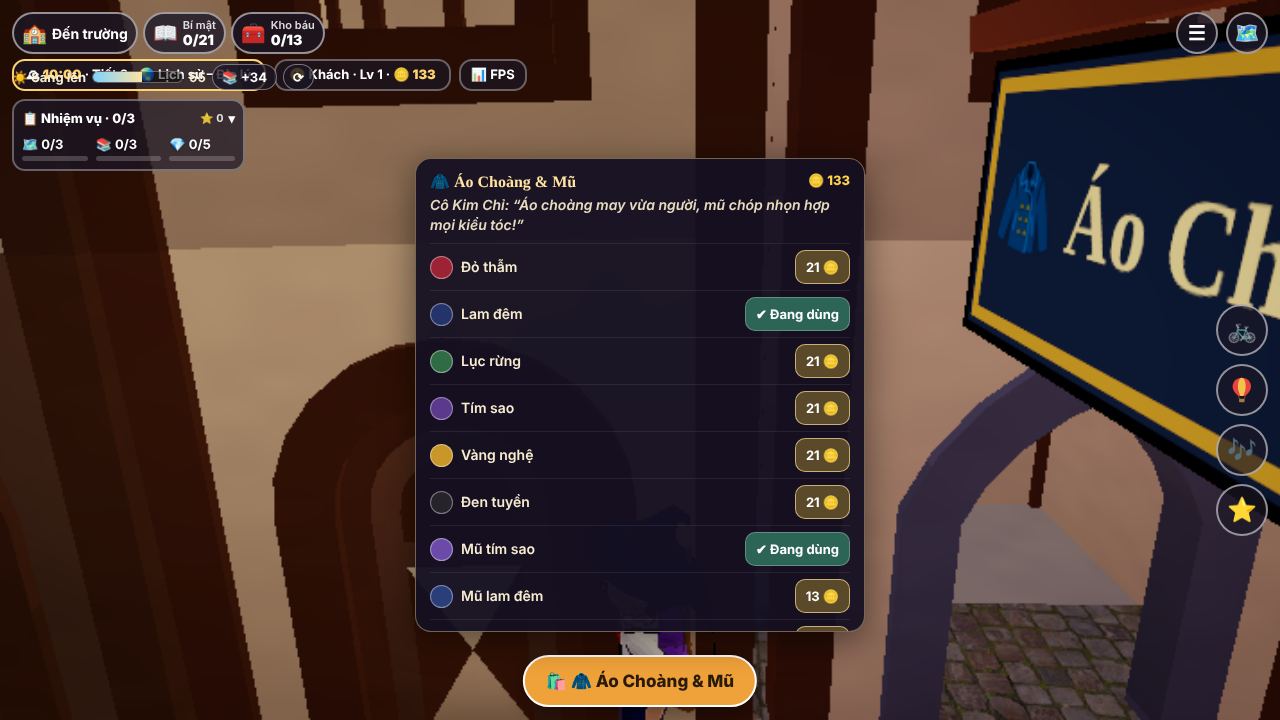 Đến trường
Bí mật
0/21
Kho báu
0/13
Khách · Lv 1 · 133
FPS
+34
Nhiệm vụ · 0/3
0
0/3
0/3
0/5
Áo Choàng & Mũ
133
Cô Kim Chỉ: “Áo choàng may vừa người, mũ chóp nhọn hợp
mọi kiểu tóc!”
Đỏ thẫm
21
Lam đêm
✔ Đang dùng
Lục rừng
21
Tím sao
21
Vàng nghệ
21
Đen tuyền
21
Mũ tím sao
✔ Đang dùng
Mũ lam đêm
13
Áo Choàng & Mũ
Áo Ch